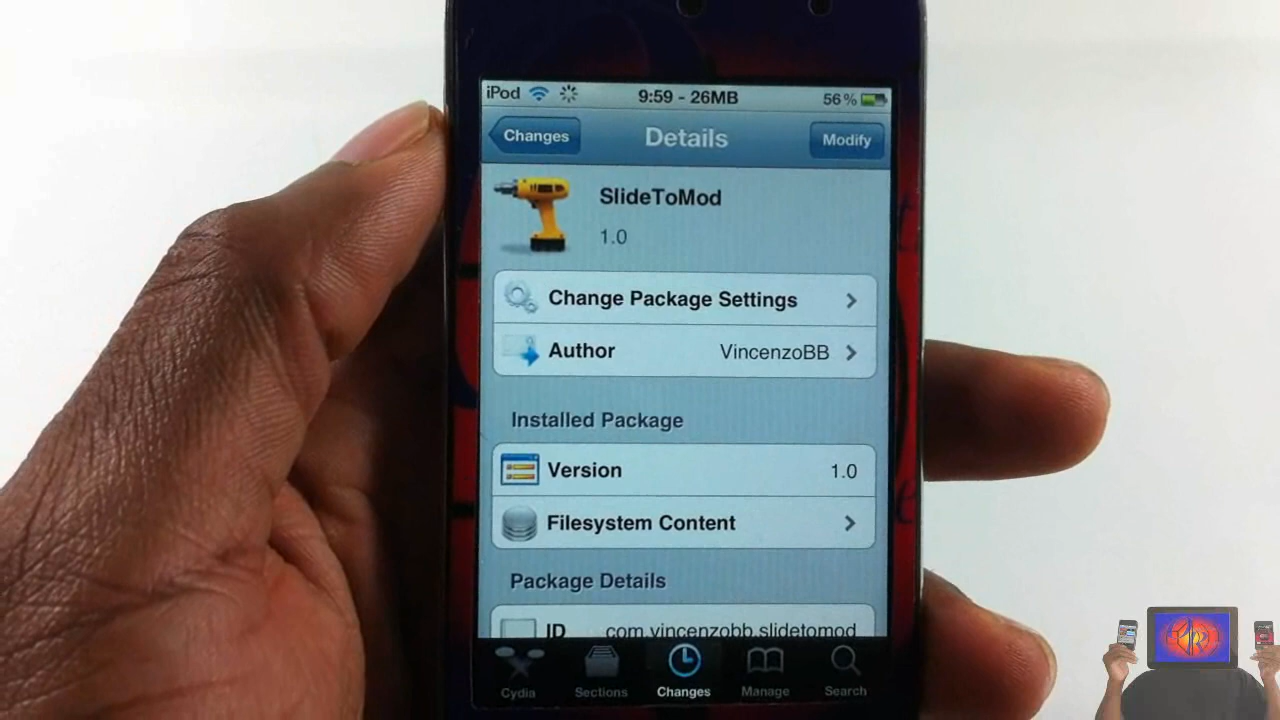 iPod 9:59 - 26MB 56%
Changes Details Modify
SlideToMod
1.0
Change Package Settings
Author VincenzoBB
Installed Package
Version 1.0
Filesystem Content
Package Details
ID com.vincenzobb.slidetomod
Cydia Sections Changes Manage Search